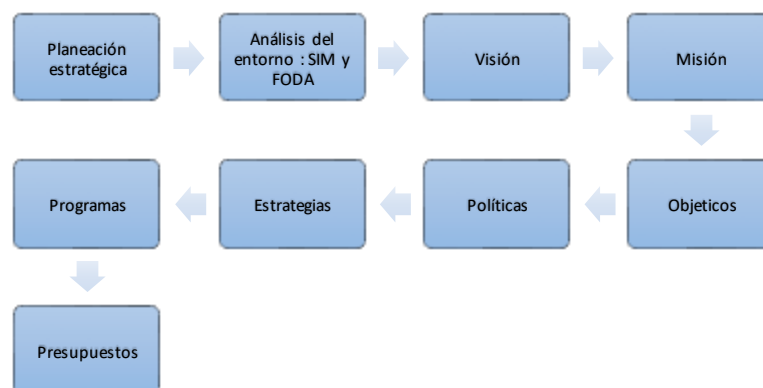 Planeación
estratégica
Análisis del
entorno : SIM y
FODA
Visión
Misión
Objeticos
Políticas
Estrategias
Programas
Presupuestos